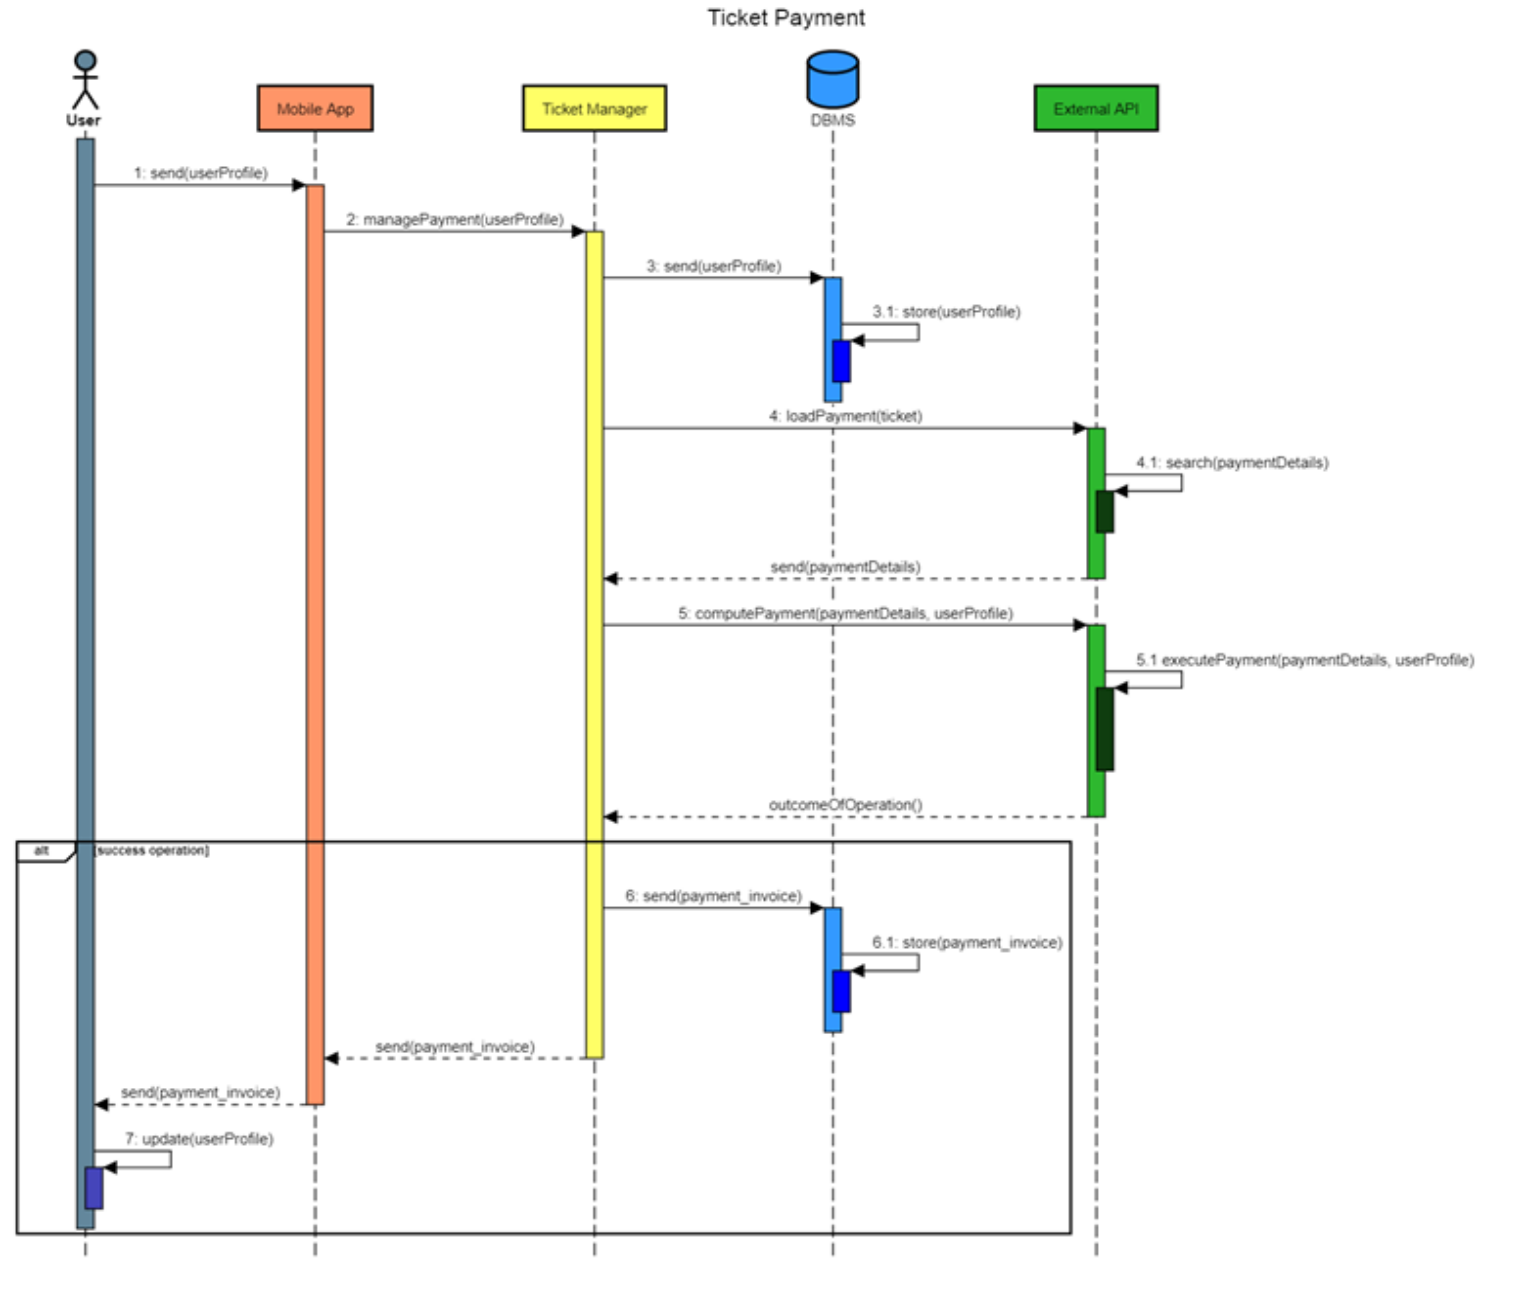 Ticket Payment
User
Mobile App
Ticket Manager
DBMS
External API
1: send(userProfile)
2: managePayment(userProfile)
3: send(userProfile)
3.1: store(userProfile)
4: loadPayment(ticket)
4.1: search(paymentDetails)
send(paymentDetails)
5: computePayment(paymentDetails, userProfile)
5.1 executePayment(paymentDetails, userProfile)
outcomeOfOperation()
alt
[success operation]
6: send(payment_invoice)
6.1: store(payment_invoice)
send(payment_invoice)
send(payment_invoice)
7: update(userProfile)